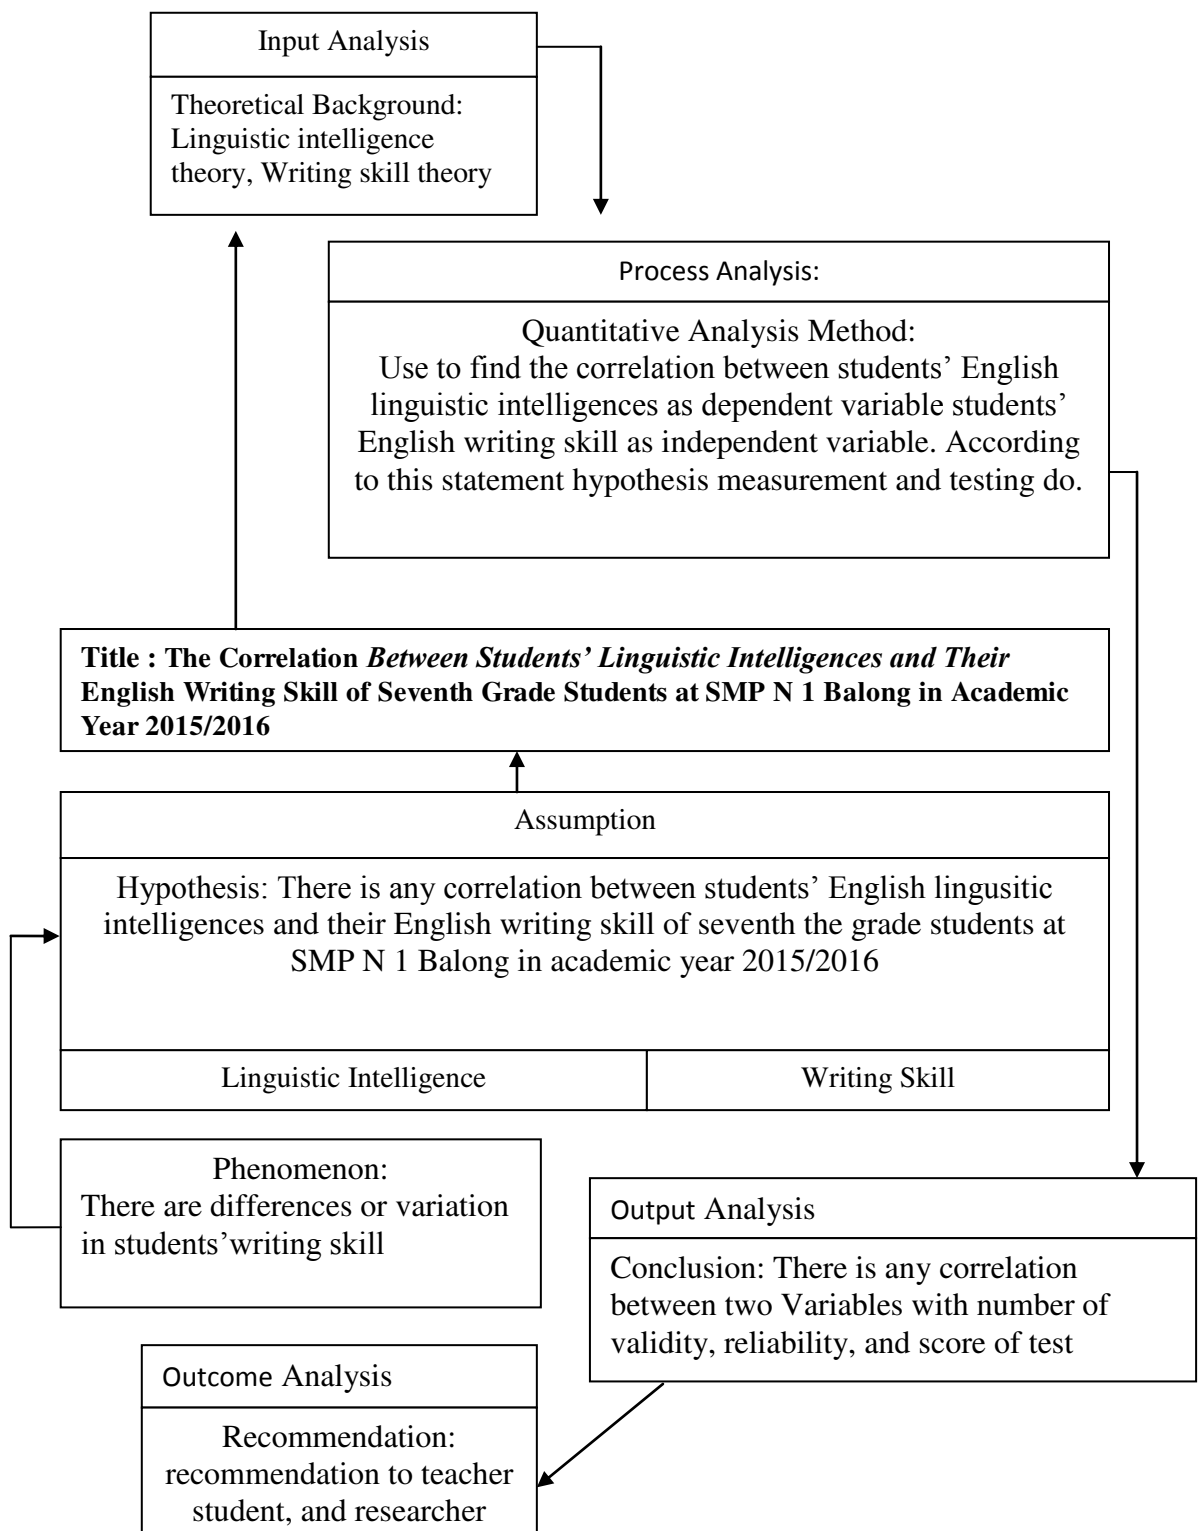 Input Analysis
Theoretical Background:
Linguistic intelligence
theory, Writing skill theory
Process Analysis:
Quantitative Analysis Method:
Use to find the correlation between students’ English
linguistic intelligences as dependent variable students’
English writing skill as independent variable. According
to this statement hypothesis measurement and testing do.
Title : The Correlation Between Students’ Linguistic Intelligences and Their
English Writing Skill of Seventh Grade Students at SMP N 1 Balong in Academic
Year 2015/2016
Assumption
Hypothesis: There is any correlation between students’ English lingusitic
intelligences and their English writing skill of seventh the grade students at
SMP N 1 Balong in academic year 2015/2016
Linguistic Intelligence
Writing Skill
Phenomenon:
There are differences or variation
in students’writing skill
Output Analysis
Conclusion: There is any correlation
between two Variables with number of
validity, reliability, and score of test
Outcome Analysis
Recommendation:
recommendation to teacher
student, and researcher